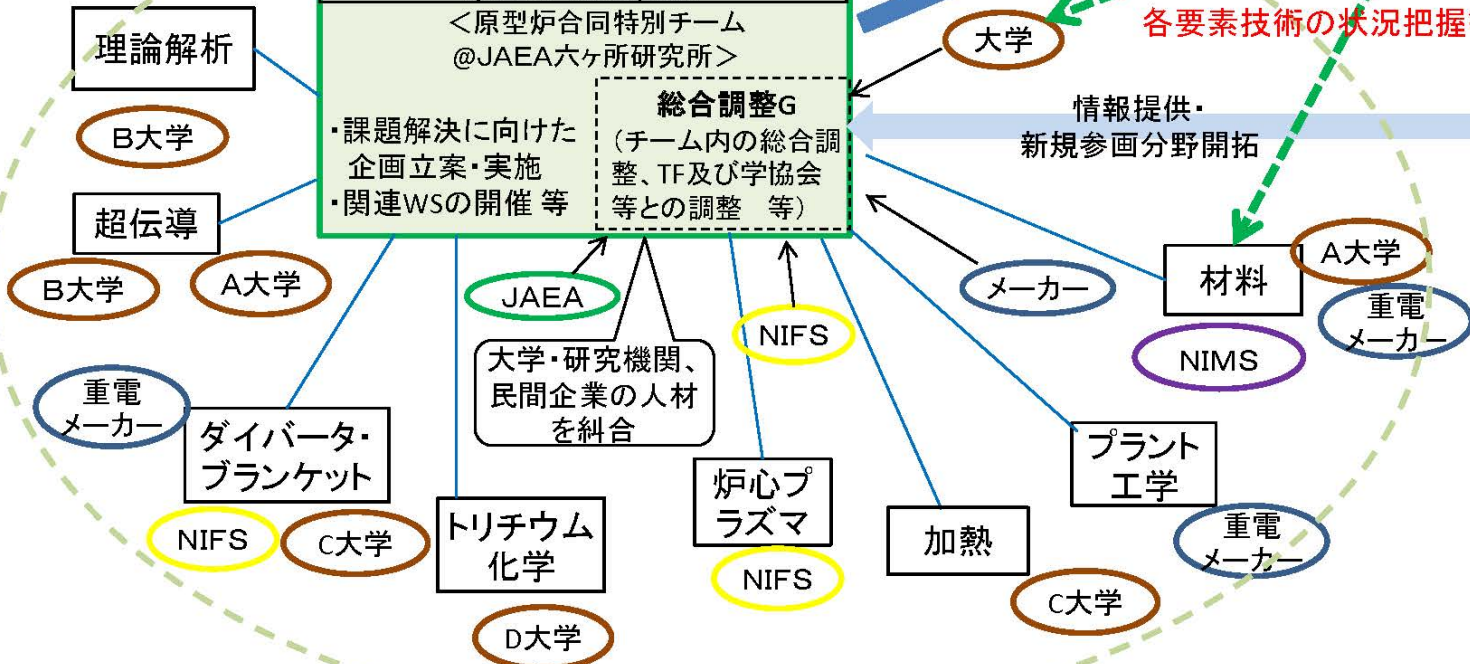 ＜原型炉合同特別チーム
@JAEA六ヶ所研究所＞
・課題解決に向けた
企画立案・実施
・関連WSの開催 等
総合調整G
（チーム内の総合調
整、TF及び学協会
等との調整　等）
大学
各要素技術の状況把握
情報提供・
新規参画分野開拓
理論解析
B大学
超伝導
B大学
A大学
JAEA
NIFS
メーカー
材料
A大学
重電
メーカー
NIMS
大学・研究機関、
民間企業の人材
を糾合
重電
メーカー
ダイバータ・
ブランケット
NIFS
C大学
トリチウム
化学
D大学
炉心プ
ラズマ
NIFS
加熱
C大学
プラント
工学
重電
メーカー